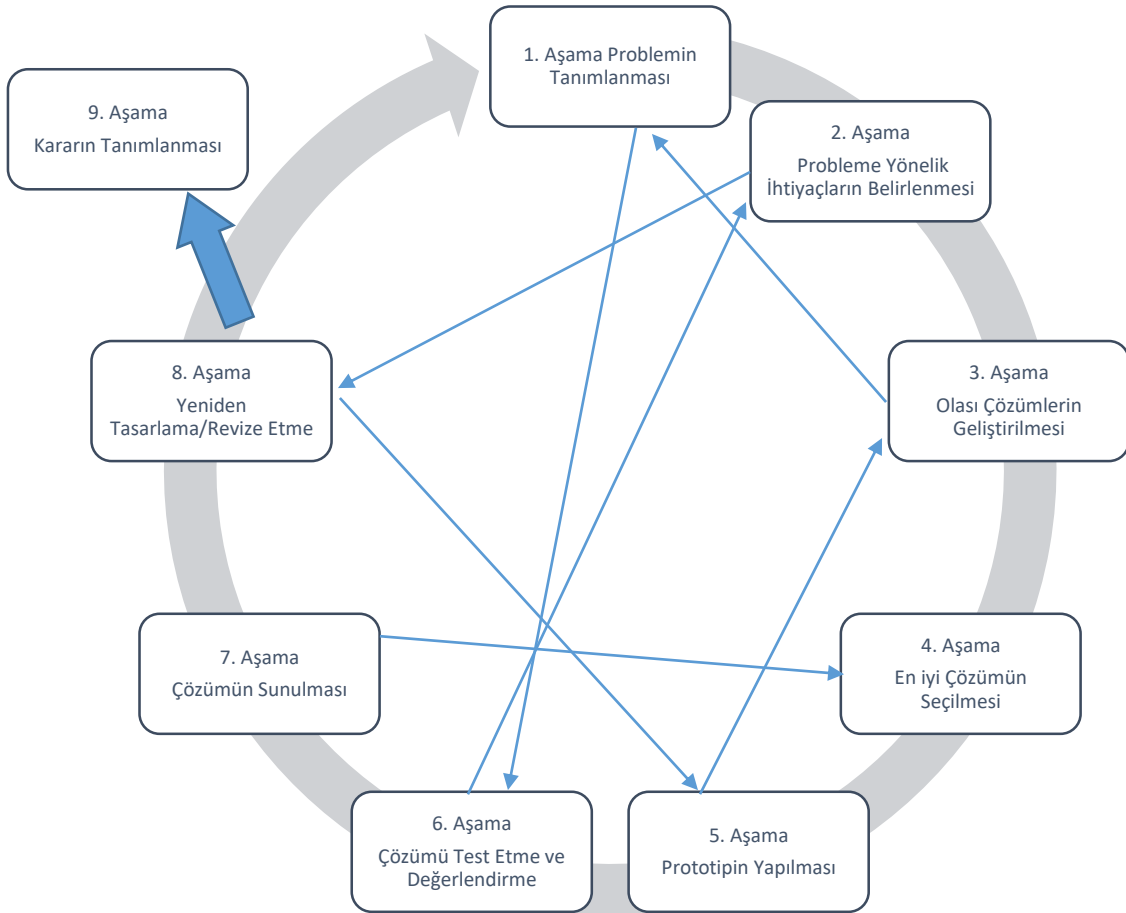 1. Aşama Problemin
Tanımlanması
2. Aşama
Probleme Yönelik
İhtiyaçların Belirlenmesi
3. Aşama
Olası Çözümlerin
Geliştirilmesi
4. Aşama
En iyi Çözümün
Seçilmesi
5. Aşama
Prototipin Yapılması
6. Aşama
Çözümü Test Etme ve
Değerlendirme
7. Aşama
Çözümün Sunulması
8. Aşama
Yeniden
Tasarlama/Revize Etme
9. Aşama
Kararın Tanımlanması